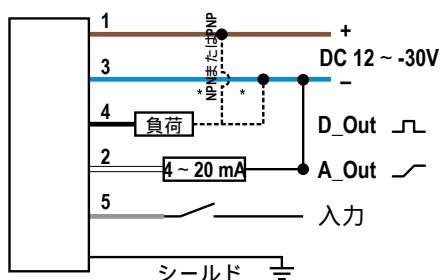 1
+
NPNまたはPNP
DC 12 ~ -30V
3
–
* *
4
負荷
D_Out
2
4 ~ 20 mA
A_Out
5
入力
シールド